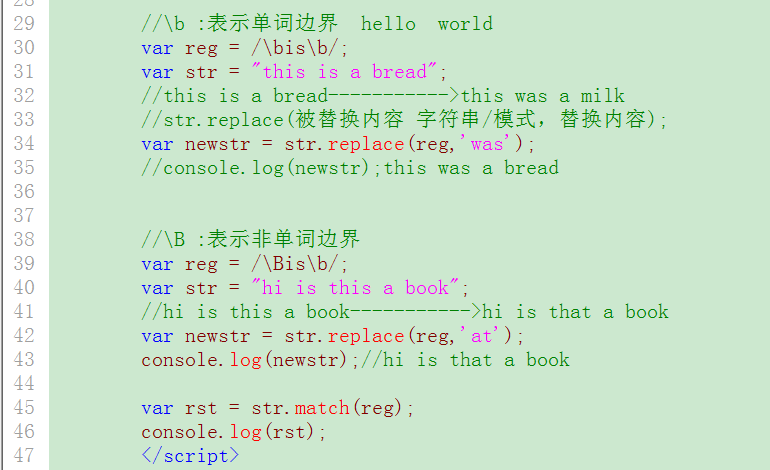 29 //\b :表示单词边界  hello  world
30 var reg = /\bis\b/;
31 var str = "this is a bread";
32 //this is a bread----------->this was a milk
33 //str.replace(被替换内容 字符串/模式，替换内容);
34 var newstr = str.replace(reg,'was');
35 //console.log(newstr);this was a bread
36
37
38 //\B :表示非单词边界
39 var reg = /\Bis\b/;
40 var str = "hi is this a book";
41 //hi is this a book----------->hi is that a book
42 var newstr = str.replace(reg,'at');
43 console.log(newstr);//hi is that a book
44
45 var rst = str.match(reg);
46 console.log(rst);
47 </script>